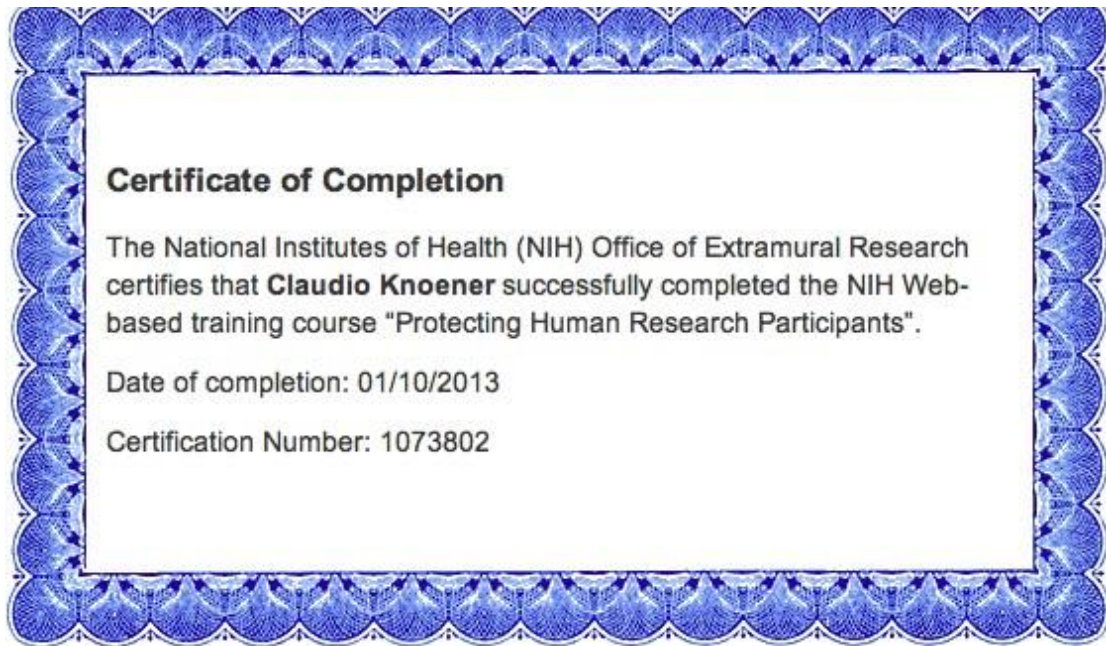 Certificate of Completion
The National Institutes of Health (NIH) Office of Extramural Research
certifies that Claudio Knoener successfully completed the NIH Web-
based training course "Protecting Human Research Participants".
Date of completion: 01/10/2013
Certification Number: 1073802